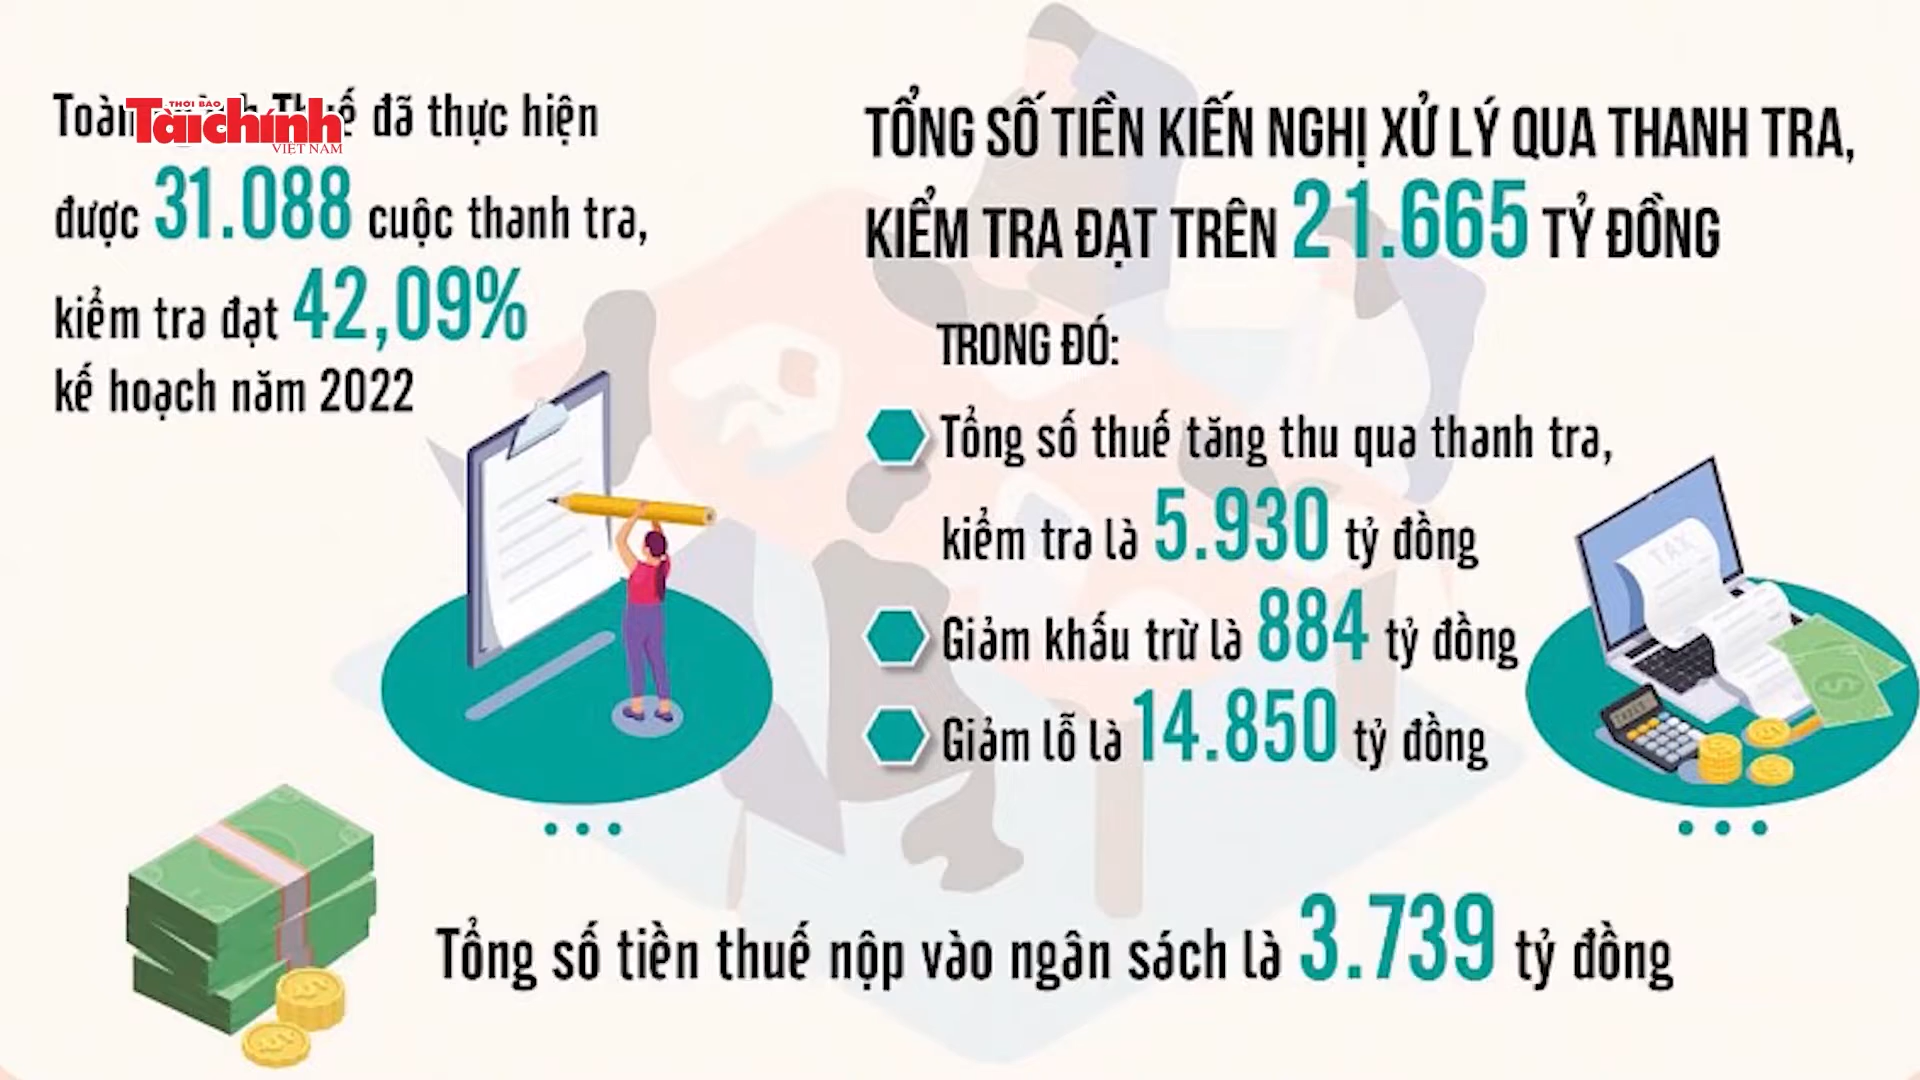 THỜI BÁO
Tài chính
VIỆT NAM
Toàn Thuế đã thực hiện
được 31.088 cuộc thanh tra,
kiểm tra đạt 42,09%
kế hoạch năm 2022
TỔNG SỐ TIỀN KIẾN NGHỊ XỬ LÝ QUA THANH TRA,
KIỂM TRA ĐẠT TRÊN 21.665 TỶ ĐỒNG
TRONG ĐÓ:
Tổng số thuế tăng thu qua thanh tra,
kiểm tra là 5.930 tỷ đồng
Giảm khấu trừ là 884 tỷ đồng
Giảm lỗ là 14.850 tỷ đồng
TAX
Tổng số tiền thuế nộp vào ngân sách là 3.739 tỷ đồng